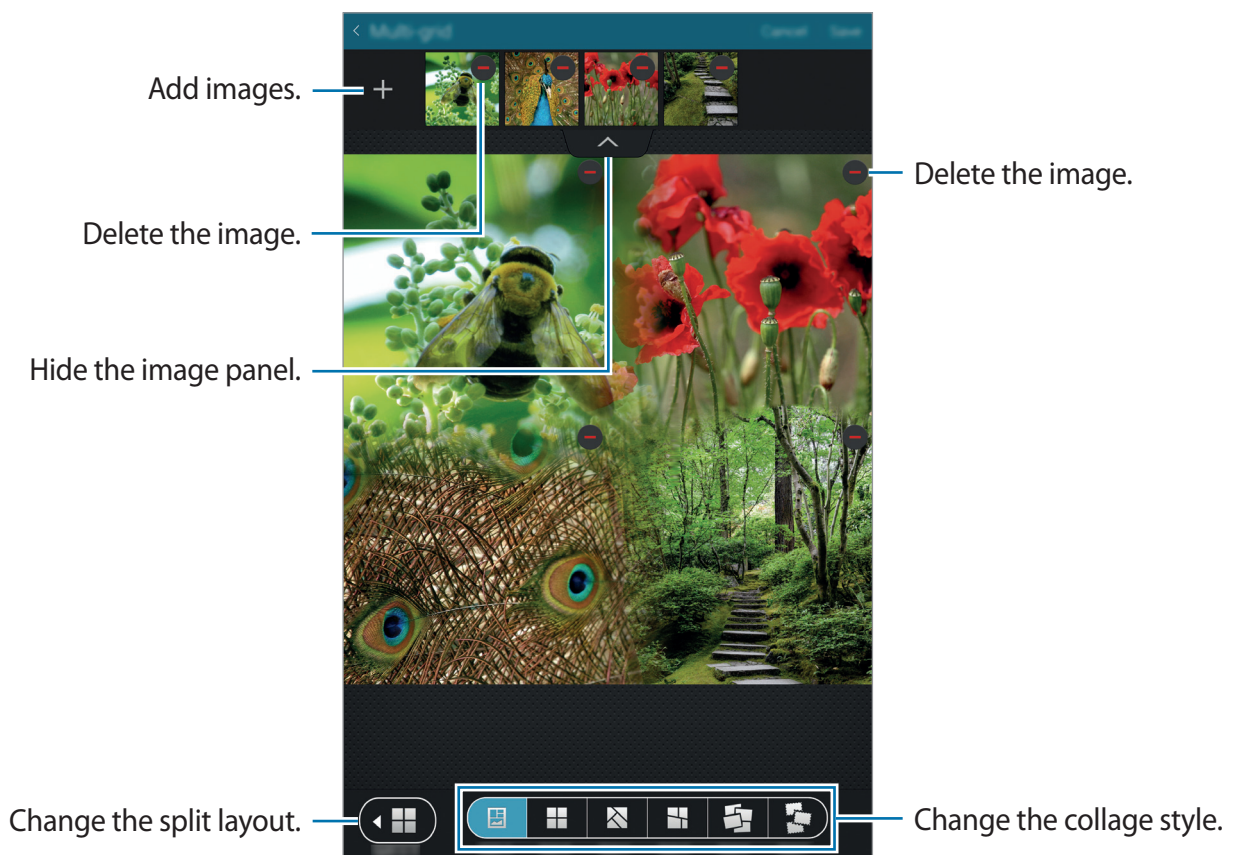 Multi-grid
Cancel Save
Add images.
Delete the image.
Delete the image.
Hide the image panel.
Change the split layout.
Change the collage style.